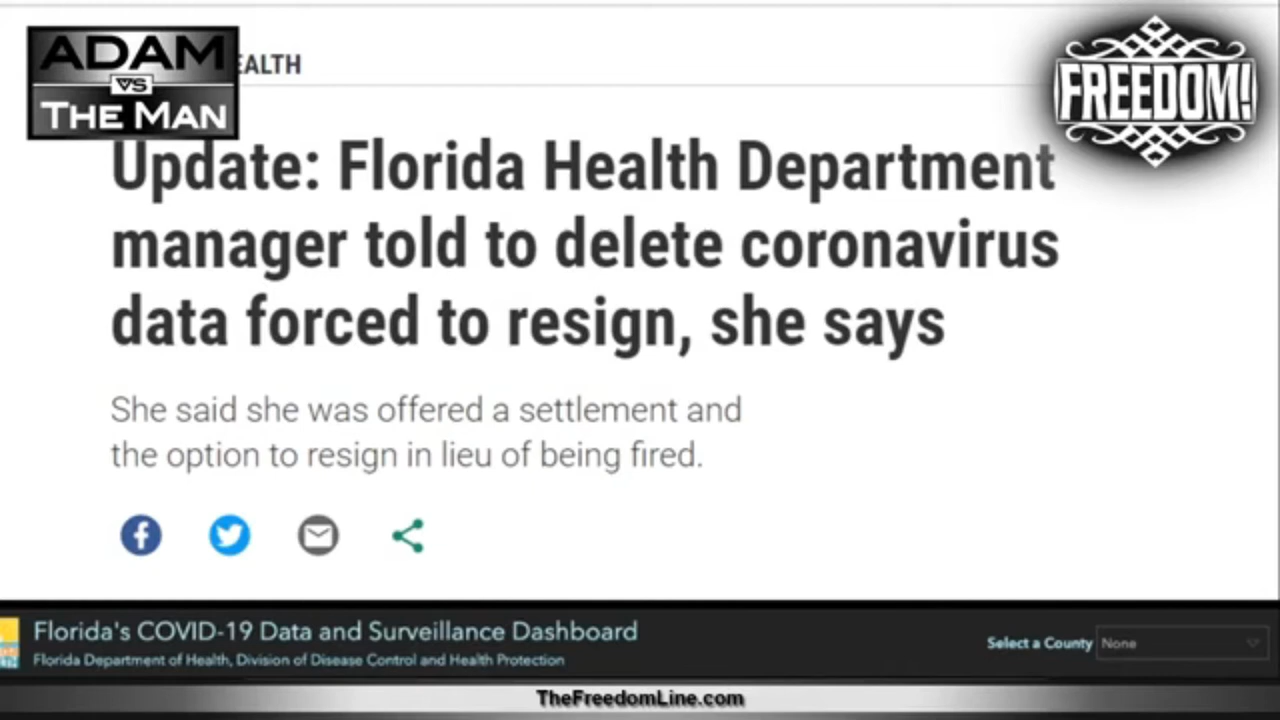 ADAM
VS
THE MAN
EALTH
FREEDOM!
Update: Florida Health Department
manager told to delete coronavirus
data forced to resign, she says
She said she was offered a settlement and
the option to resign in lieu of being fired.
Florida's COVID-19 Data and Surveillance Dashboard
Florida Department of Health, Division of Disease Control and Health Protection
Select a County None
TheFreedomLine.com